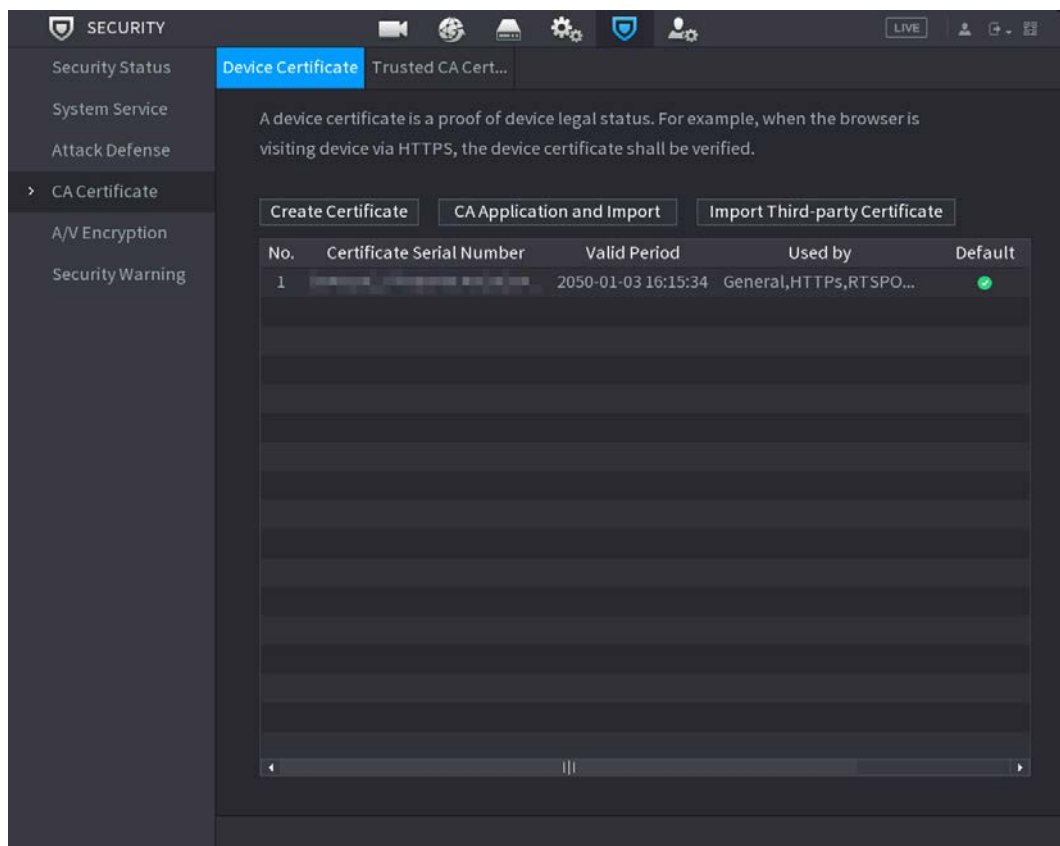 SECURITY
LIVE
Security Status
System Service
Attack Defense
CA Certificate
A/V Encryption
Security Warning
Device Certificate Trusted CA Cert...
A device certificate is a proof of device legal status. For example, when the browser is
visiting device via HTTPS, the device certificate shall be verified.
Create Certificate CA Application and Import Import Third-party Certificate
No. Certificate Serial Number Valid Period Used by Default
1 2050-01-03 16:15:34 General,HTTPs,RTSPO...